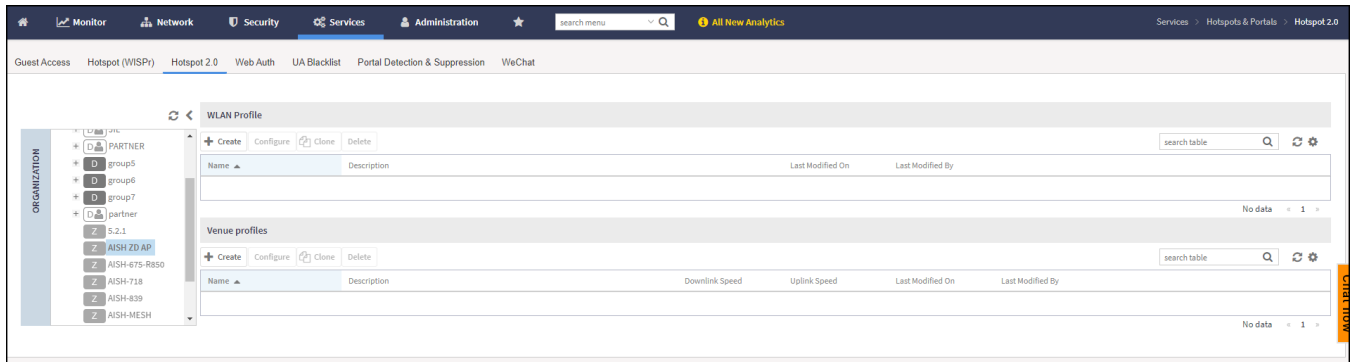 Monitor Network Security Services Administration search menu All New Analytics Services > Hotspots & Portals > Hotspot 2.0
Guest Access Hotspot (WISPr) Hotspot 2.0 Web Auth UA Blacklist Portal Detection & Suppression WeChat
WLAN Profile
ORGANIZATION
D PARTNER
D group5
D group6
D group7
D partner
Z 5.2.1
Z AISH ZD AP
Z AISH-675-R850
Z AISH-718
Z AISH-839
Z AISH-MESH
+ Create Configure Clone Delete search table
Name Description Last Modified On Last Modified By
No data « 1 »
Venue profiles
+ Create Configure Clone Delete search table
Name Description Downlink Speed Uplink Speed Last Modified On Last Modified By
No data « 1 »
Chat now